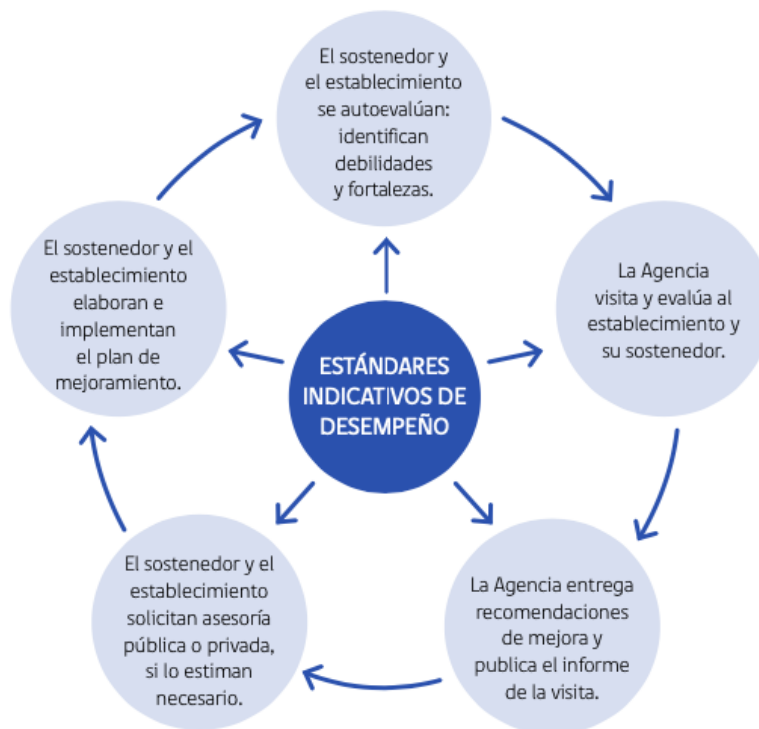 El sostenedor y
el establecimiento
se autoevalúan:
identifican
debilidades
y fortalezas.
La Agencia
visita y evalúa al
establecimiento y
su sostenedor.
La Agencia entrega
recomendaciones
de mejora y
publica el informe
de la visita.
El sostenedor y el
establecimiento
solicitan asesoría
pública o privada,
si lo estiman
necesario.
El sostenedor y el
establecimiento
elaboran e
implementan
el plan de
mejoramiento.
ESTÁNDARES
INDICATIVOS DE
DESEMPEÑO